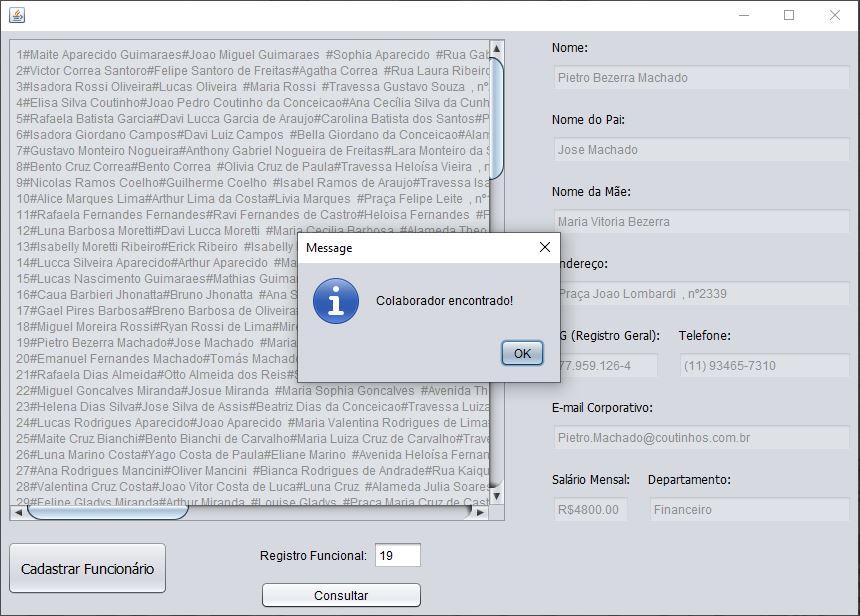 1#Maite Aparecido Guimaraes#Joao Miguel Guimaraes #Sophia Aparecido #Rua Gab
2#Victor Correa Santoro#Felipe Santoro de Freitas#Agatha Correa #Rua Laura Ribeiro
3#Isadora Rossi Oliveira#Lucas Oliveira #Maria Rossi #Travessa Gustavo Souza , nº
4#Elisa Silva Coutinho#Joao Pedro Coutinho da Conceicao#Ana Cecília Silva da Cunh
5#Rafaela Batista Garcia#Davi Lucca Garcia de Araujo#Carolina Batista dos Santos#P
6#Isadora Giordano Campos#Davi Luiz Campos #Bella Giordano da Conceicao#Alam
7#Gustavo Monteiro Nogueira#Anthony Gabriel Nogueira de Freitas#Lara Monteiro da S
8#Bento Cruz Correa#Bento Correa #Olivia Cruz de Paula#Travessa Heloísa Vieira , n
9#Nicolas Ramos Coelho#Guilherme Coelho #Isabel Ramos de Araujo#Travessa Isa
10#Alice Marques Lima#Arthur Lima da Costa#Livia Marques #Praça Felipe Leite , nº
11#Rafaela Fernandes Fernandes#Ravi Fernandes de Castro#Heloisa Fernandes #F
12#Luna Barbosa Moretti#Davi Lucca Moretti #Maria Cecilia Barbosa #Alameda Theo
13#Isabelly Moretti Ribeiro#Erick Ribeiro #Isabelly
14#Lucca Silveira Aparecido#Arthur Aparecido #Mar
15#Lucas Nascimento Guimaraes#Mathias Guimar
16#Caua Barbieri Jhonatta#Bruno Jhonatta #Ana S
17#Gael Pires Barbosa#Breno Barbosa de Oliveira
18#Miguel Moreira Rossi#Ryan Rossi de Lima#Mire
19#Pietro Bezerra Machado#Jose Machado #Maria
20#Emanuel Fernandes Machado#Tomás Machado
21#Rafaela Dias Almeida#Otto Almeida dos Reis#S
22#Miguel Goncalves Miranda#Josue Miranda #Maria Sophia Goncalves #Avenida Th
23#Helena Dias Silva#Jose Silva de Assis#Beatriz Dias da Conceicao#Travessa Luiza
24#Lucas Rodrigues Aparecido#Joao Aparecido #Maria Valentina Rodrigues de Lima#
25#Maite Cruz Bianchi#Bento Bianchi de Carvalho#Maria Luiza Cruz de Carvalho#Trave
26#Luna Marino Costa#Yago Costa de Paula#Eliane Marino #Avenida Heloísa Fernan
27#Ana Rodrigues Mancini#Oliver Mancini #Bianca Rodrigues de Andrade#Rua Kaiqu
28#Valentina Cruz Costa#Joao Vitor Costa de Luca#Luna Cruz #Alameda Julia Soares
29#Felipe Gladys Miranda#Arthur Miranda #Louise Gladys #Praça Maria Cruz de Cast
Message
Colaborador encontrado!
OK
Nome:
Pietro Bezerra Machado
Nome do Pai:
Jose Machado
Nome da Mãe:
Maria Vitoria Bezerra
ndereço:
Praça Joao Lombardi , nº2339
G (Registro Geral): Telefone:
77.959.126-4 (11) 93465-7310
E-mail Corporativo:
Pietro.Machado@coutinhos.com.br
Salário Mensal: Departamento:
R$4800.00 Financeiro
Cadastrar Funcionário
Registro Funcional: 19
Consultar